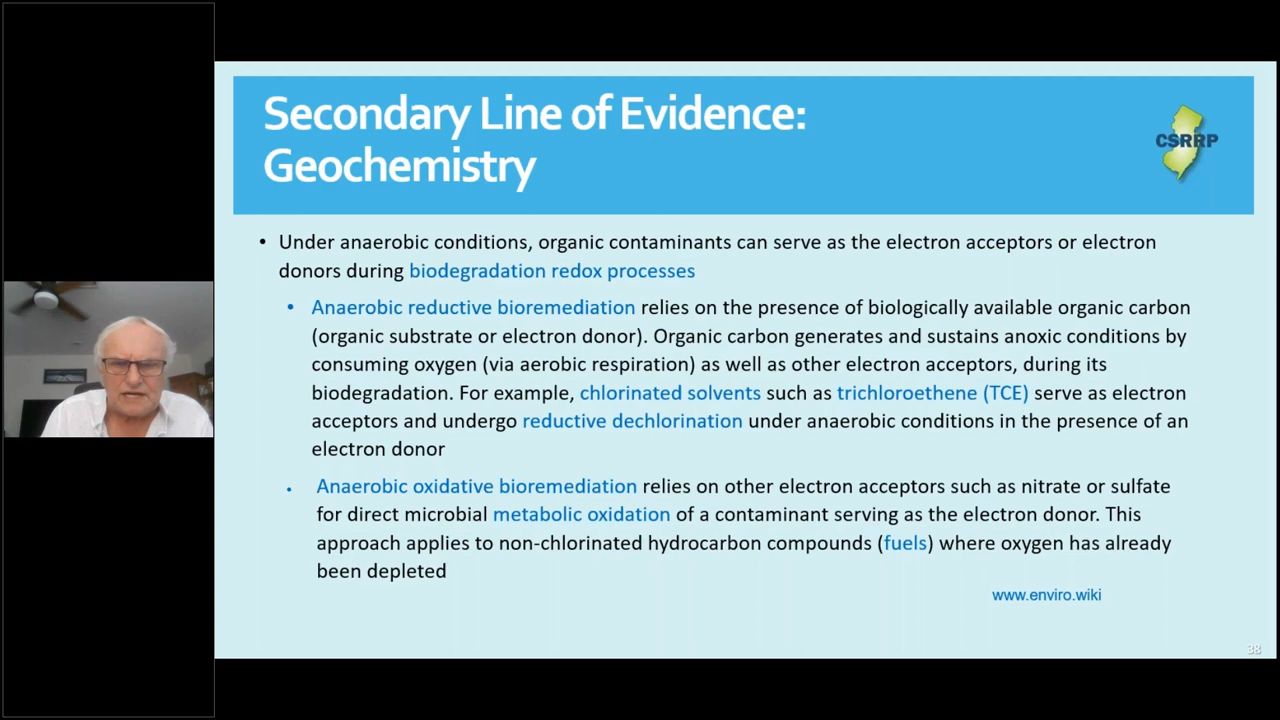 Secondary Line of Evidence:
Geochemistry
CSRRP
• Under anaerobic conditions, organic contaminants can serve as the electron acceptors or electron
donors during biodegradation redox processes
• Anaerobic reductive bioremediation relies on the presence of biologically available organic carbon
(organic substrate or electron donor). Organic carbon generates and sustains anoxic conditions by
consuming oxygen (via aerobic respiration) as well as other electron acceptors, during its
biodegradation. For example, chlorinated solvents such as trichloroethene (TCE) serve as electron
acceptors and undergo reductive dechlorination under anaerobic conditions in the presence of an
electron donor
• Anaerobic oxidative bioremediation relies on other electron acceptors such as nitrate or sulfate
for direct microbial metabolic oxidation of a contaminant serving as the electron donor. This
approach applies to non-chlorinated hydrocarbon compounds (fuels) where oxygen has already
been depleted
www.enviro.wiki
38